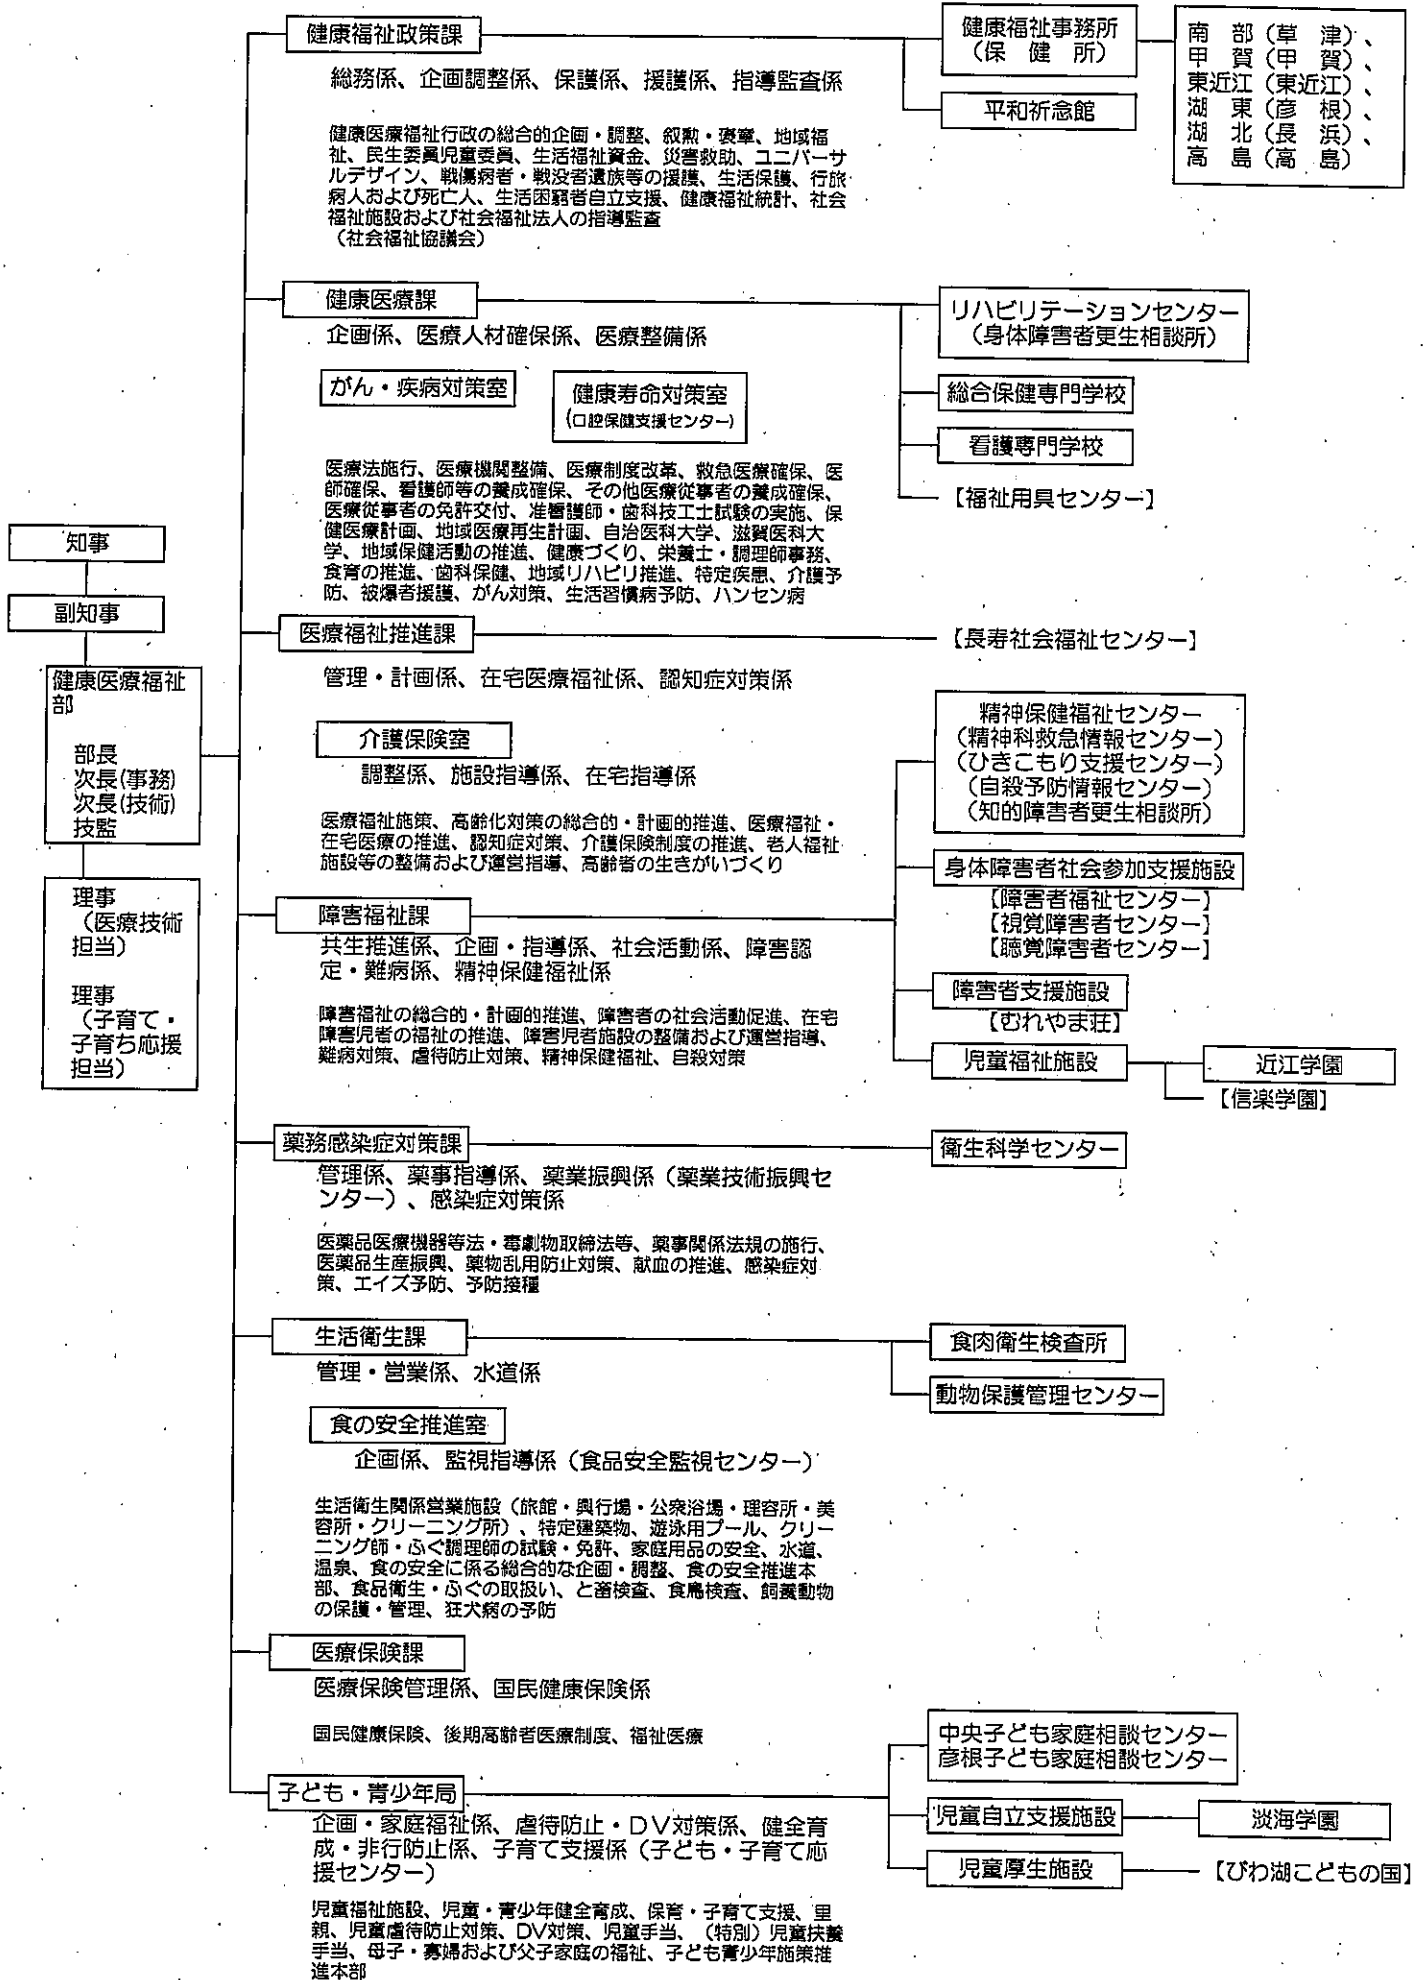 知事
副知事
健康医療福祉
部
部長
次長(事務)
次長(技術)
技監
理事
（医療技術
担当）
理事
（子育て・
子育ち応援
担当）
健康福祉政策課
総務係、企画調整係、保護係、援護係、指導監査係
健康医療福祉行政の総合的企画・調整、叙勲・褒章、地域福
祉、民生委員児童委員、生活福祉資金、災害救助、ユニバーサ
ルデザイン、戦傷病者・戦没者遺族等の援護、生活保護、行旅
病人および死亡人、生活困窮者自立支援、健康福祉統計、社会
福祉施設および社会福祉法人の指導監査
（社会福祉協議会）
健康福祉事務所
（保　健　所）
南　部（草　津）、
甲　賀（甲　賀）、
東近江（東近江）、
湖　東（彦　根）、
湖　北（長　浜）、
高　島（高　島）
平和祈念館
健康医療課
企画係、医療人材確保係、医療整備係
がん・疾病対策室
健康寿命対策室
(口腔保健支援センター)
医療法施行、医療機関整備、医療制度改革、救急医療確保、医
師確保、看護師等の養成確保、その他医療従事者の養成確保、
医療従事者の免許交付、准看護師・歯科技工士試験の実施、保
健医療計画、地域医療再生計画、自治医科大学、滋賀医科大
学、地域保健活動の推進、健康づくり、栄養士・調理師事務、
食育の推進、歯科保健、地域リハビリ推進、特定疾患、介護予
防、被爆者援護、がん対策、生活習慣病予防、ハンセン病
リハビリテーションセンター
（身体障害者更生相談所）
総合保健専門学校
看護専門学校
【福祉用具センター】
医療福祉推進課
管理・計画係、在宅医療福祉係、認知症対策係
介護保険室
調整係、施設指導係、在宅指導係
医療福祉施策、高齢化対策の総合的・計画的推進、医療福祉・
在宅医療の推進、認知症対策、介護保険制度の推進、老人福祉
施設等の整備および運営指導、高齢者の生きがいづくり
【長寿社会福祉センター】
障害福祉課
共生推進係、企画・指導係、社会活動係、障害認
定・難病係、精神保健福祉係
障害福祉の総合的・計画的推進、障害者の社会活動促進、在宅
障害児者の福祉の推進、障害児者施設の整備および運営指導、
難病対策、虐待防止対策、精神保健福祉、自殺対策
精神保健福祉センター
（精神科救急情報センター）
（ひきこもり支援センター）
（自殺予防情報センター）
（知的障害者更生相談所）
身体障害者社会参加支援施設
【障害者福祉センター】
【視覚障害者センター】
【聴覚障害者センター】
障害者支援施設
【むれやま荘】
児童福祉施設
近江学園
【信楽学園】
薬務感染症対策課
管理係、薬事指導係、薬業振興係（薬業技術振興セ
ンター）、感染症対策係
医薬品医療機器等法・毒劇物取締法等、薬事関係法規の施行、
医薬品生産振興、薬物乱用防止対策、献血の推進、感染症対
策、エイズ予防、予防接種
衛生科学センター
生活衛生課
管理・営業係、水道係
食の安全推進室
企画係、監視指導係（食品安全監視センター）
生活衛生関係営業施設（旅館・興行場・公衆浴場・理容所・美
容所・クリーニング所）、特定建築物、遊泳用プール、クリー
ニング師・ふぐ調理師の試験・免許、家庭用品の安全、水道、
温泉、食の安全に係る総合的な企画・調整、食の安全推進本
部、食品衛生・ふぐの取扱い、と畜検査、食鳥検査、飼養動物
の保護・管理、狂犬病の予防
食肉衛生検査所
動物保護管理センター
医療保険課
医療保険管理係、国民健康保険係
国民健康保険、後期高齢者医療制度、福祉医療
子ども・青少年局
企画・家庭福祉係、虐待防止・ＤＶ対策係、健全育
成・非行防止係、子育て支援係（子ども・子育て応
援センター）
児童福祉施設、児童・青少年健全育成、保育・子育て支援、里
親、児童虐待防止対策、DV対策、児童手当、（特別）児童扶養
手当、母子・寡婦および父子家庭の福祉、子ども青少年施策推
進本部
中央子ども家庭相談センター
彦根子ども家庭相談センター
児童自立支援施設
淡海学園
児童厚生施設
【びわ湖こどもの国】